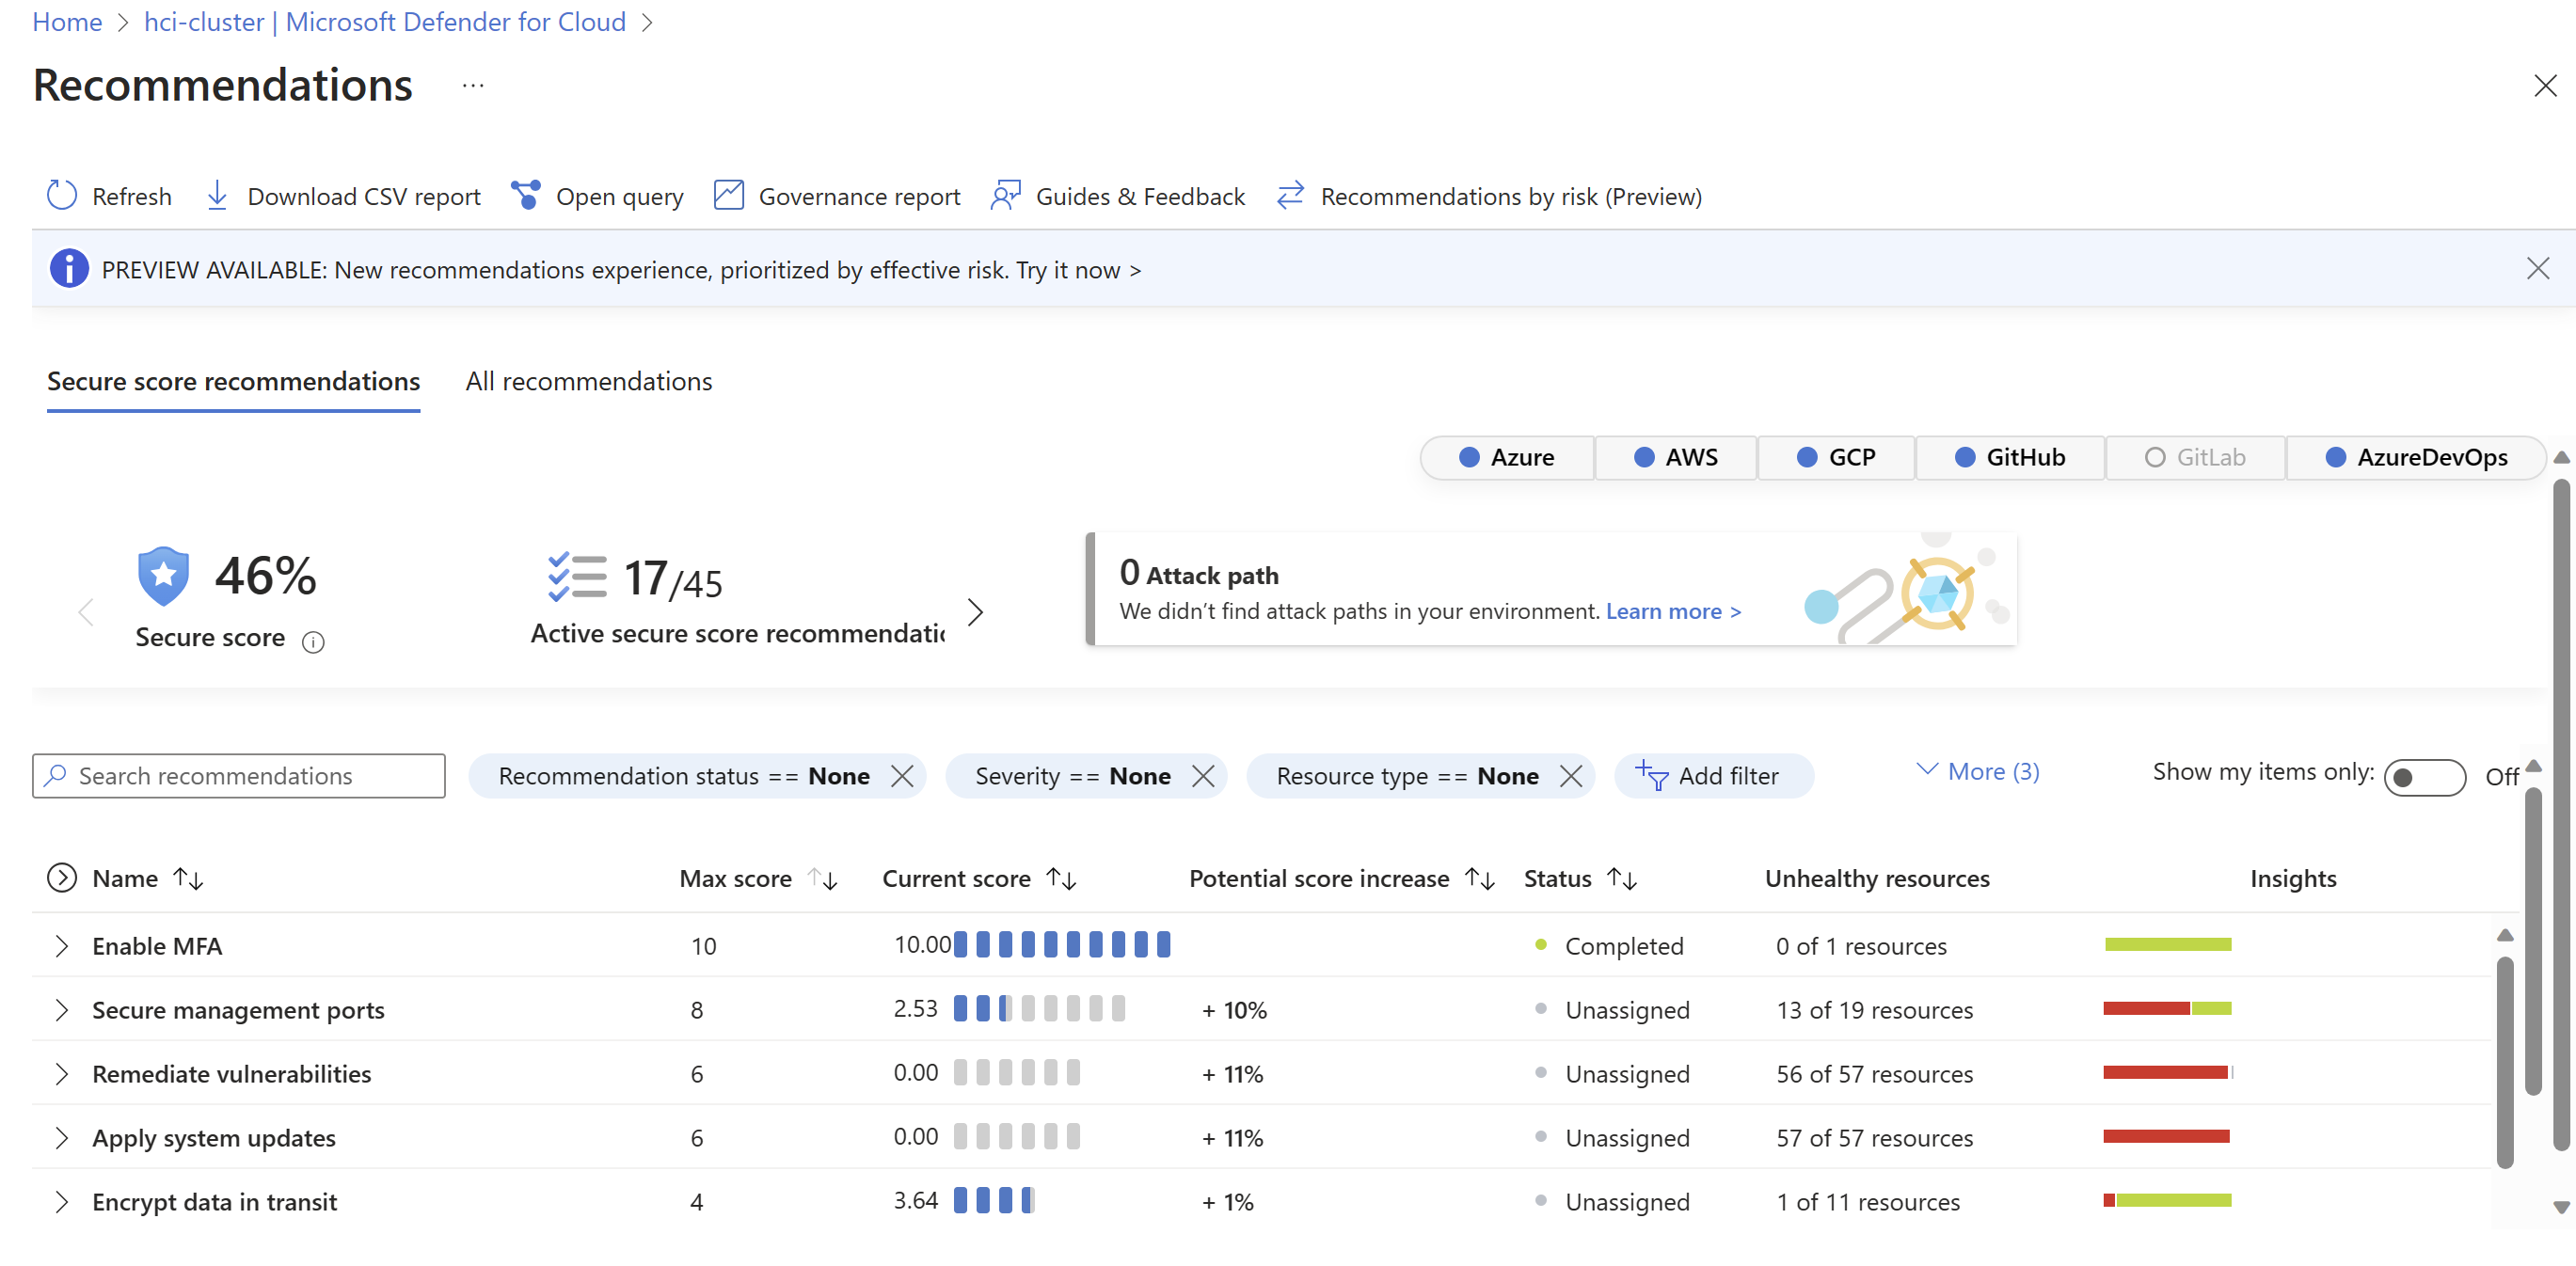 Home > hci-cluster | Microsoft Defender for Cloud >
Recommendations ...
Refresh Download CSV report Open query Governance report Guides & Feedback Recommendations by risk (Preview)
PREVIEW AVAILABLE: New recommendations experience, prioritized by effective risk. Try it now >
Secure score recommendations All recommendations
Azure AWS GCP GitHub GitLab AzureDevOps
46%
Secure score
17/45
Active secure score recommendatic
0 Attack path
We didn’t find attack paths in your environment. Learn more >
Search recommendations Recommendation status == None Severity == None Resource type == None Add filter More (3) Show my items only: Off
Name Max score Current score Potential score increase Status Unhealthy resources Insights
Enable MFA 10 10.00 Completed 0 of 1 resources
Secure management ports 8 2.53 + 10% Unassigned 13 of 19 resources
Remediate vulnerabilities 6 0.00 + 11% Unassigned 56 of 57 resources
Apply system updates 6 0.00 + 11% Unassigned 57 of 57 resources
Encrypt data in transit 4 3.64 + 1% Unassigned 1 of 11 resources